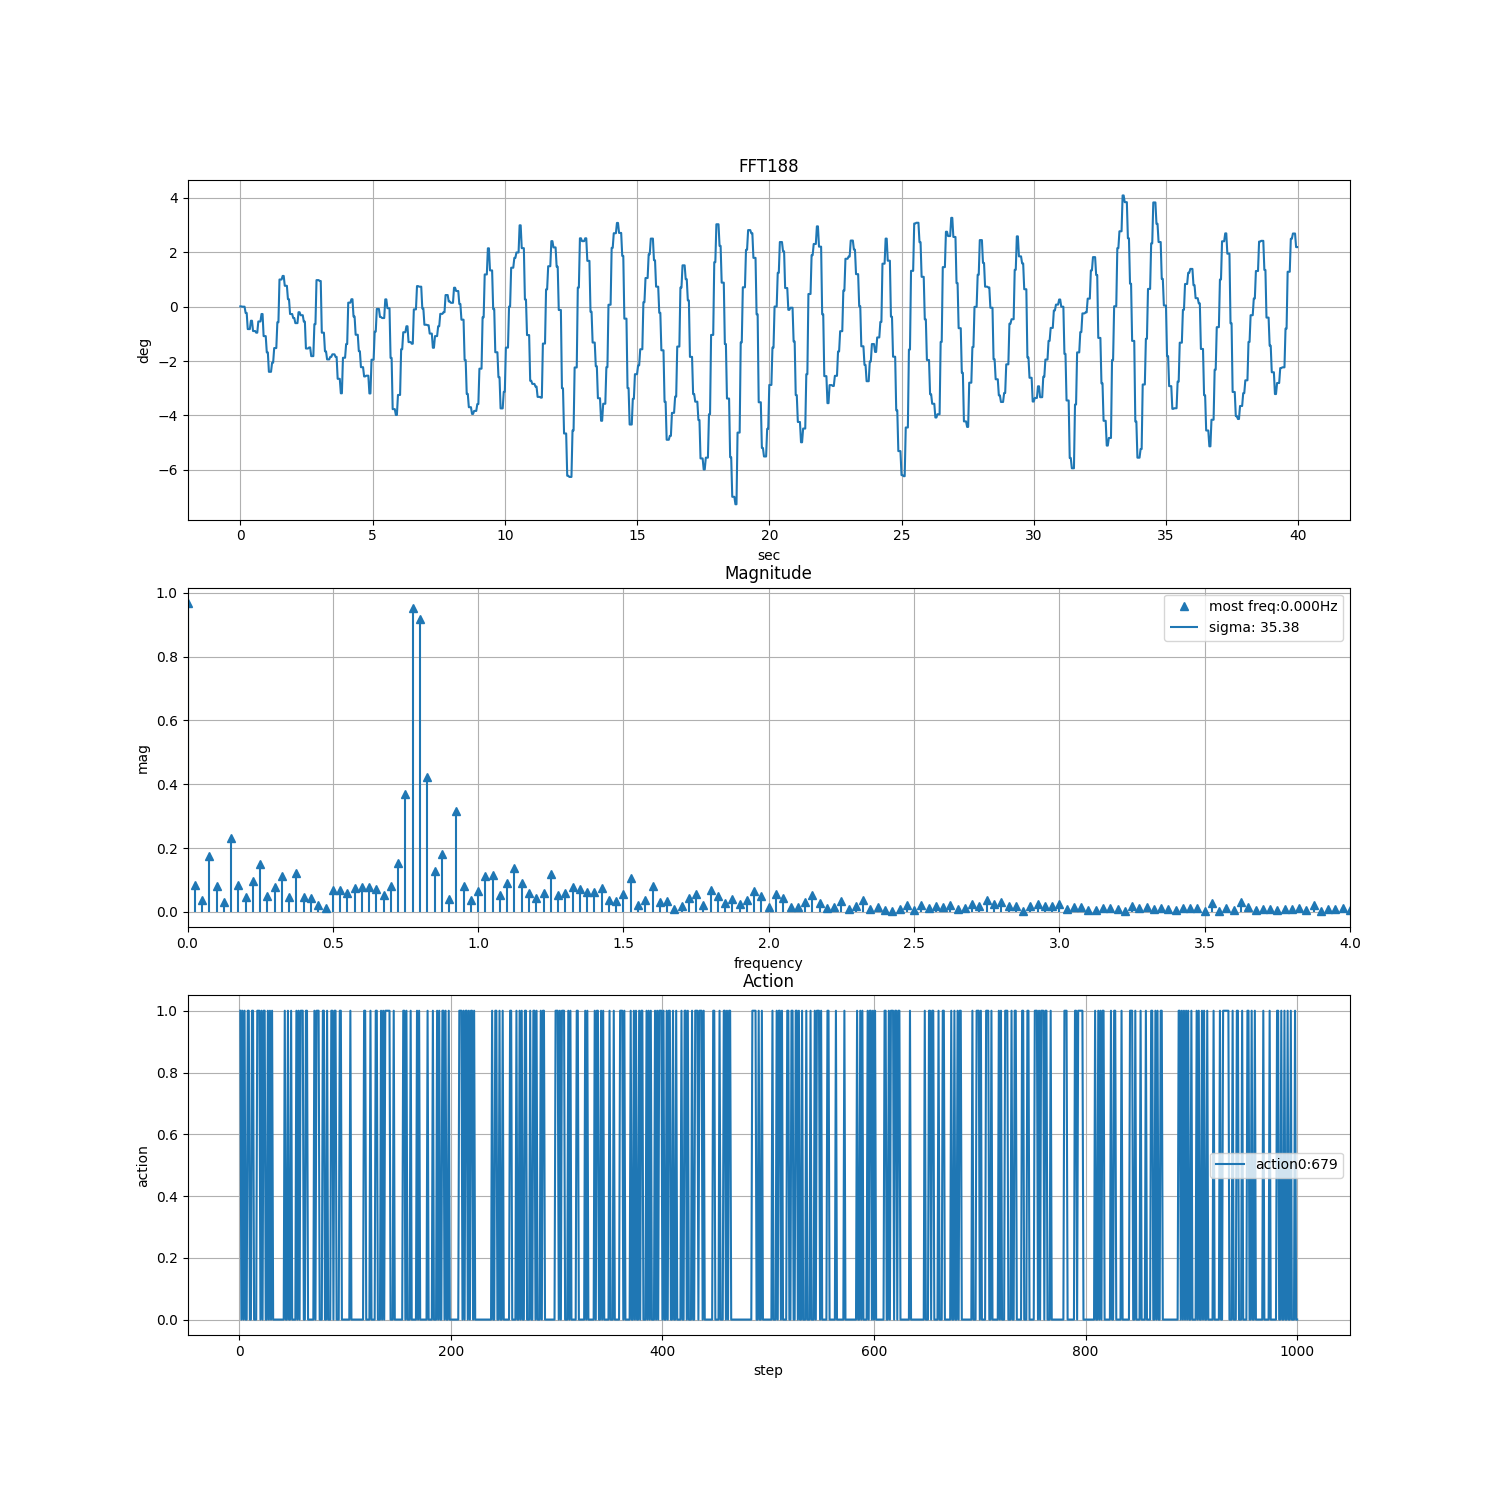 FFT188
4
2
0
−2
−4
−6
deg
0 5 10 15 20 25 30 35 40
sec
Magnitude
1.0
0.8
0.6
0.4
0.2
0.0
mag
most freq:0.000Hz
sigma: 35.38
0.0 0.5 1.0 1.5 2.0 2.5 3.0 3.5 4.0
frequency
Action
1.0
0.8
0.6
0.4
0.2
0.0
action
action0:679
0 200 400 600 800 1000
step